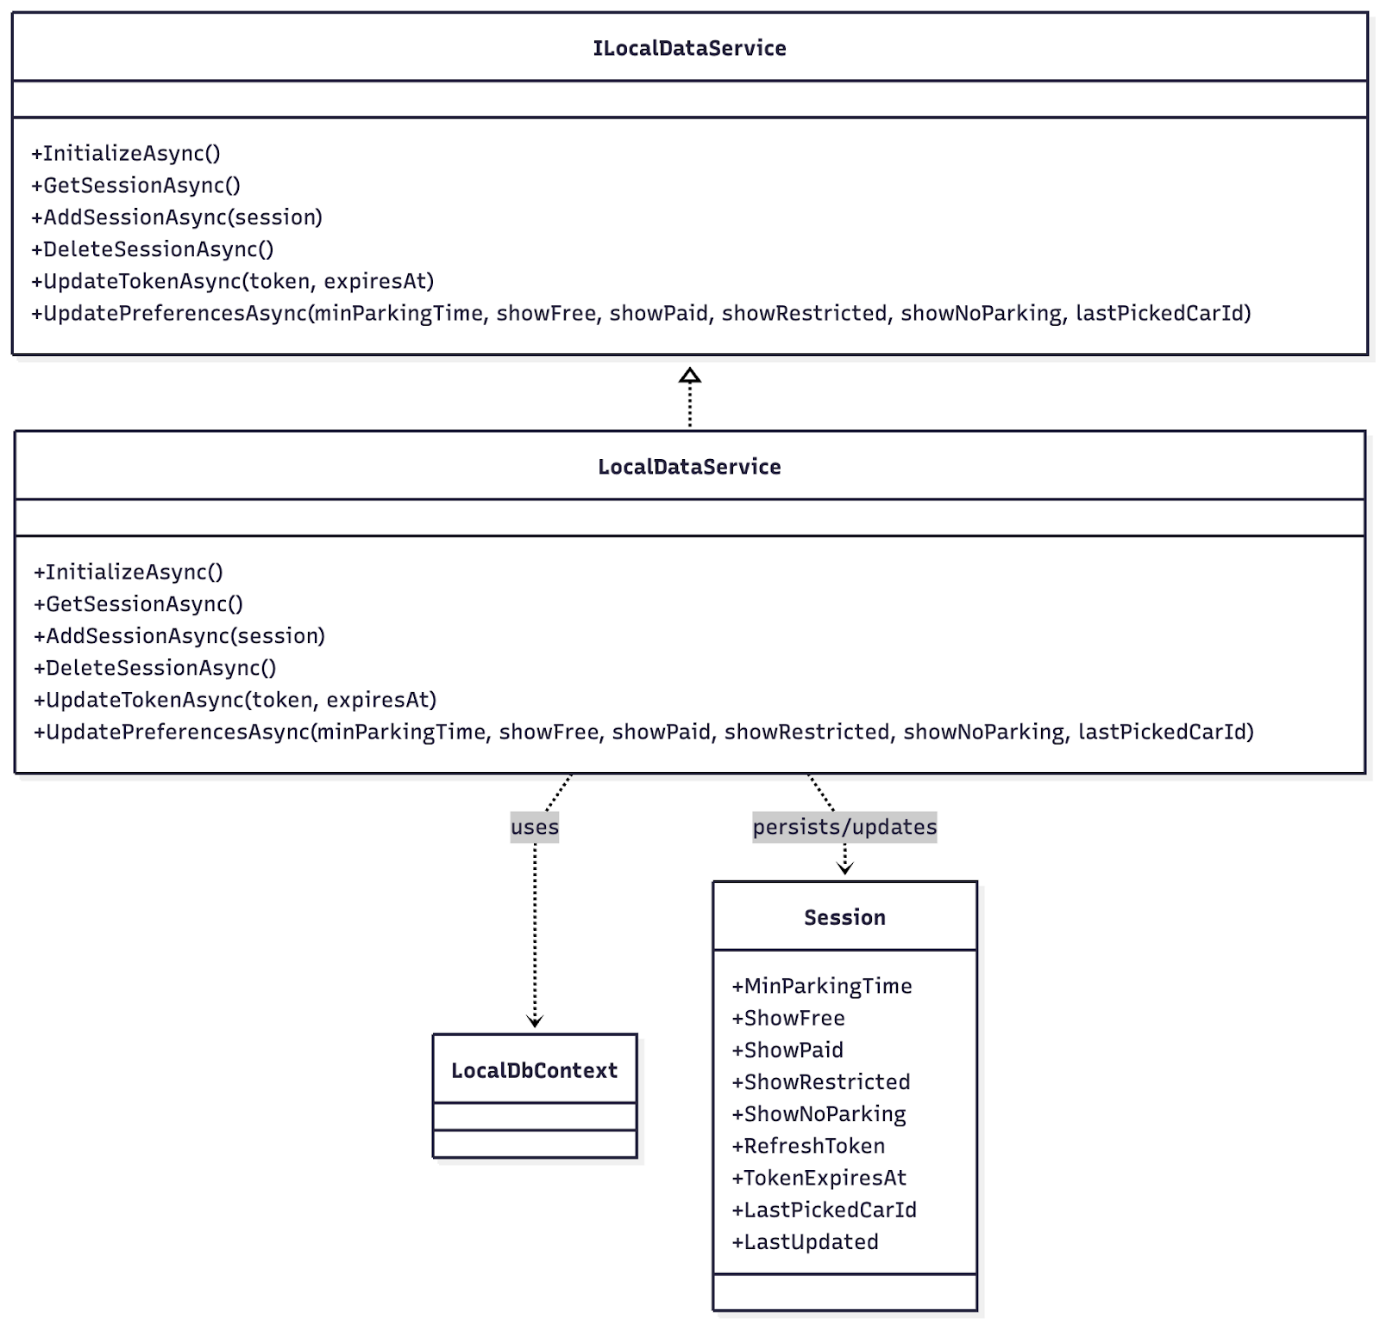 ILocalDataService
+InitializeAsync()
+GetSessionAsync()
+AddSessionAsync(session)
+DeleteSessionAsync()
+UpdateTokenAsync(token, expiresAt)
+UpdatePreferencesAsync(minParkingTime, showFree, showPaid, showRestricted, showNoParking, lastPickedCarId)
LocalDataService
+InitializeAsync()
+GetSessionAsync()
+AddSessionAsync(session)
+DeleteSessionAsync()
+UpdateTokenAsync(token, expiresAt)
+UpdatePreferencesAsync(minParkingTime, showFree, showPaid, showRestricted, showNoParking, lastPickedCarId)
uses
persists/updates
LocalDbContext
Session
+MinParkingTime
+ShowFree
+ShowPaid
+ShowRestricted
+ShowNoParking
+RefreshToken
+TokenExpiresAt
+LastPickedCarId
+LastUpdated